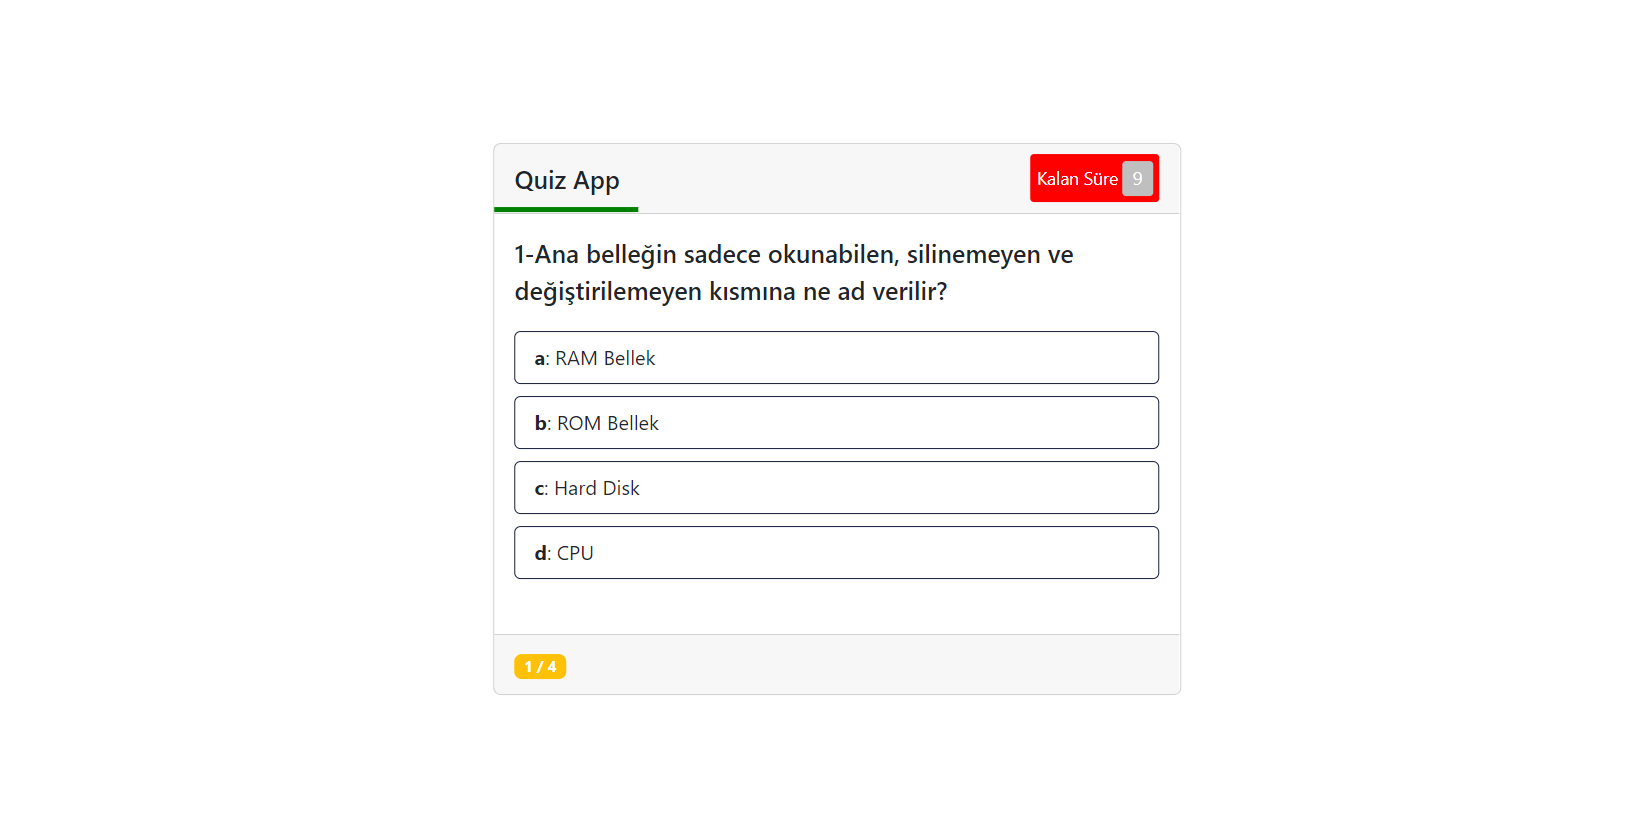 Quiz App
Kalan Süre 9
1-Ana belleğin sadece okunabilen, silinemeyen ve
değiştirilemeyen kısmına ne ad verilir?
a: RAM Bellek
b: ROM Bellek
c: Hard Disk
d: CPU
1 / 4